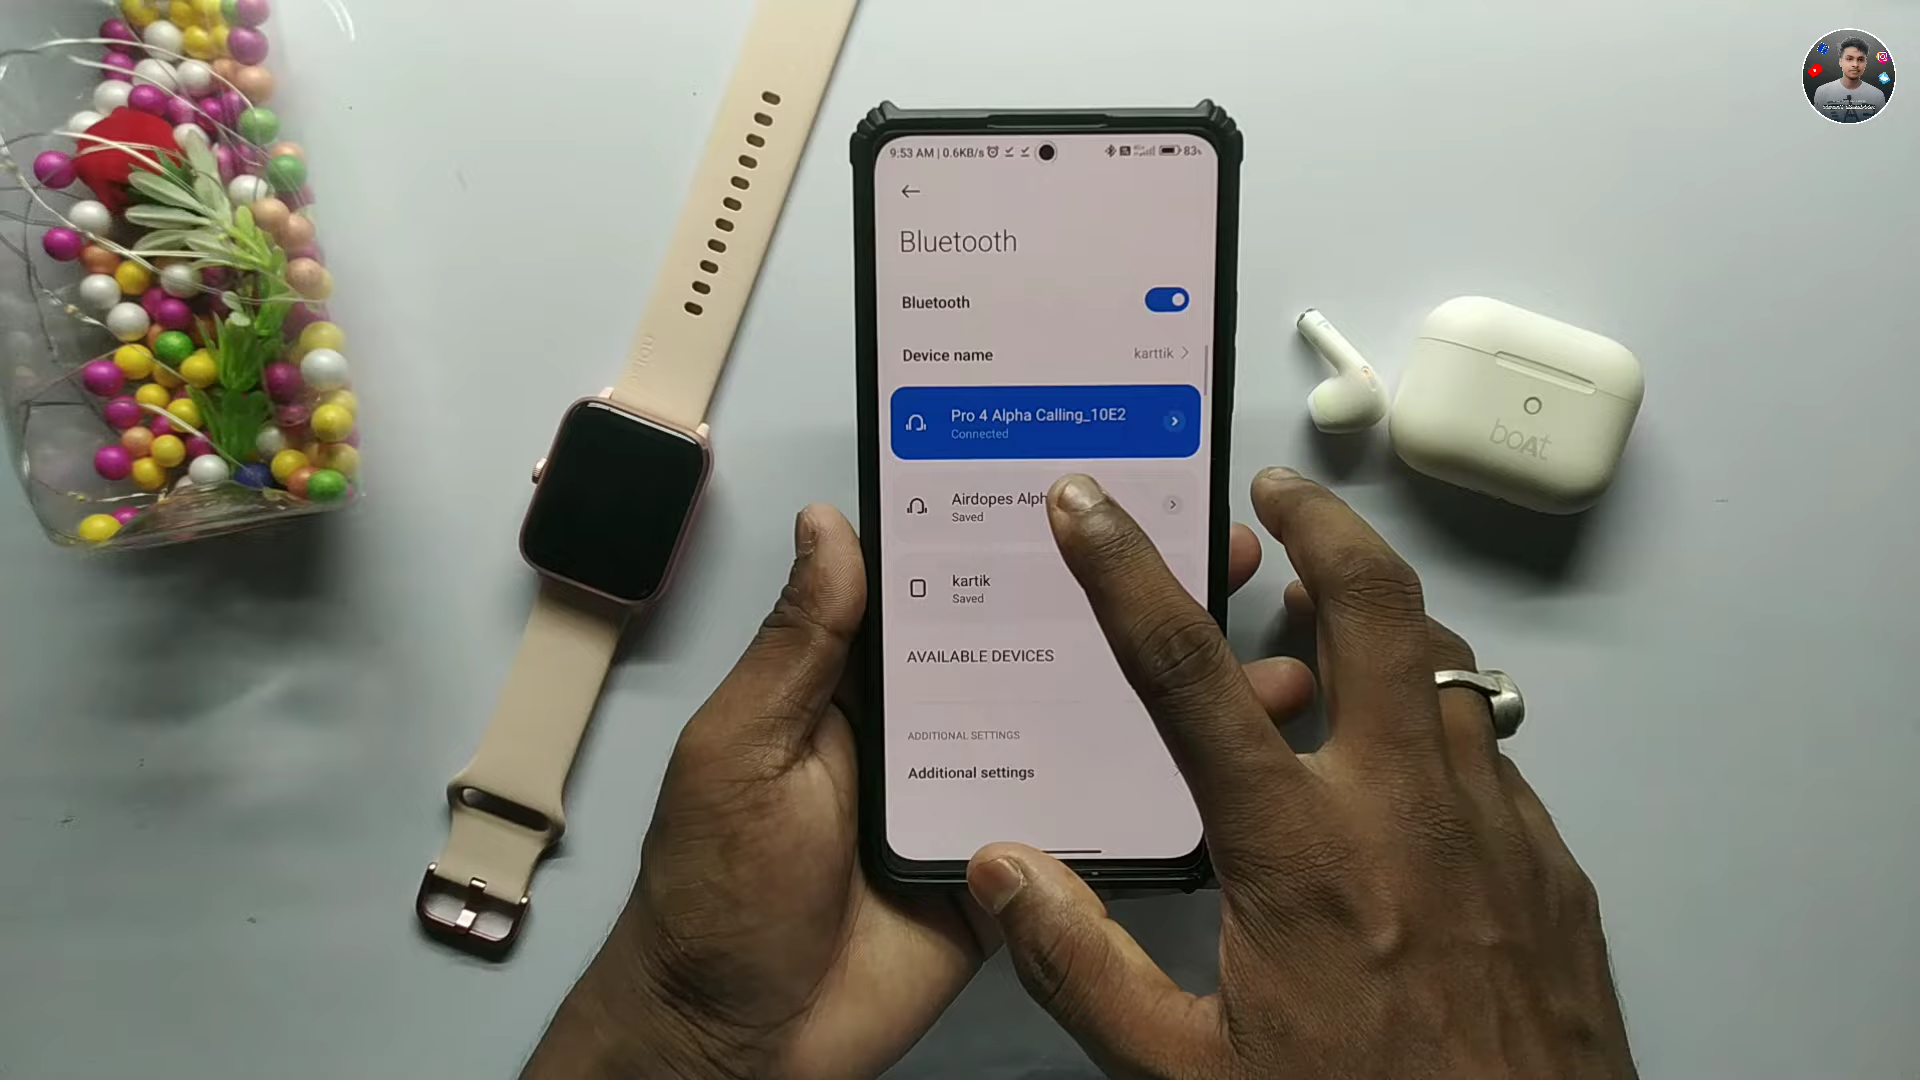 9:53 AM | 0.6KB/s
83%
Bluetooth
Bluetooth
Device name
karttik
Pro 4 Alpha Calling_10E2
Connected
Airdopes Alph
Saved
kartik
Saved
AVAILABLE DEVICES
ADDITIONAL SETTINGS
Additional settings
boAt